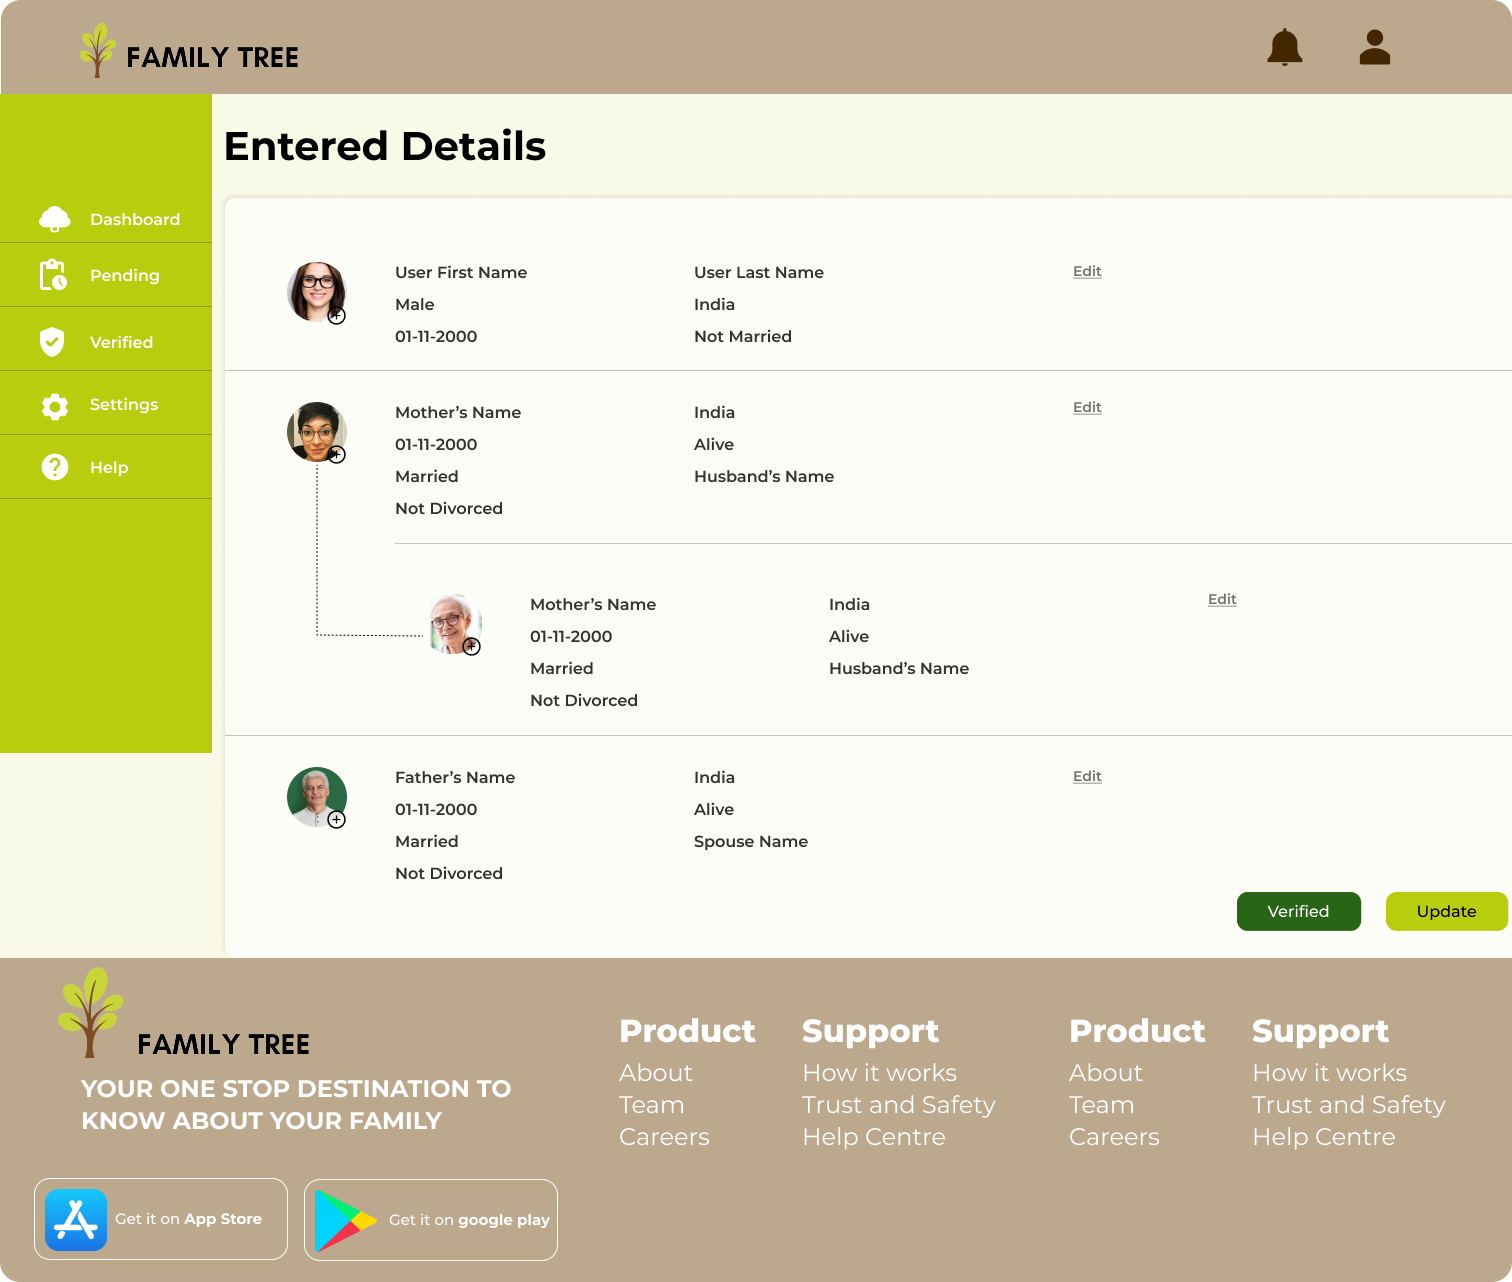 FAMILY TREE
Entered Details
Dashboard
Pending
Verified
Settings
Help
User First Name
User Last Name
Edit
Male
India
01-11-2000
Not Married
Mother’s Name
India
Edit
01-11-2000
Alive
Married
Husband’s Name
Not Divorced
Mother’s Name
India
Edit
01-11-2000
Alive
Married
Husband’s Name
Not Divorced
Father’s Name
India
Edit
01-11-2000
Alive
Married
Spouse Name
Not Divorced
Verified
Update
FAMILY TREE
YOUR ONE STOP DESTINATION TO
KNOW ABOUT YOUR FAMILY
Get it on App Store
Get it on google play
Product
About
Team
Careers
Support
How it works
Trust and Safety
Help Centre
Product
About
Team
Careers
Support
How it works
Trust and Safety
Help Centre